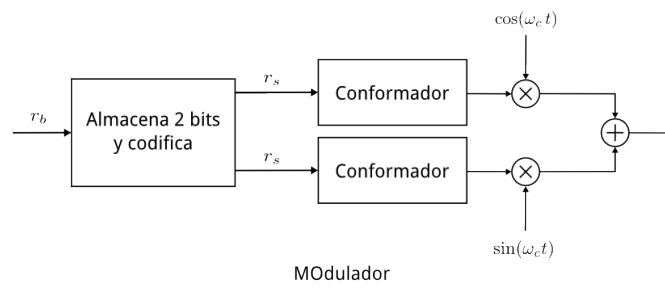 cos(ω_c t)
r_b
Almacena 2 bits
y codifica
r_s
Conformador
×
+
r_s
Conformador
×
sin(ω_c t)
MOdulador